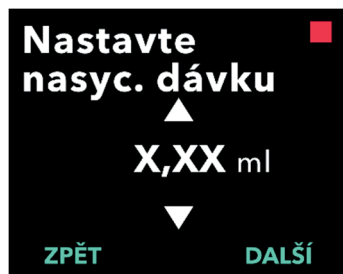 Nastavte
nasyc. dávku
X,XX ml
ZPĚT DALŠÍ